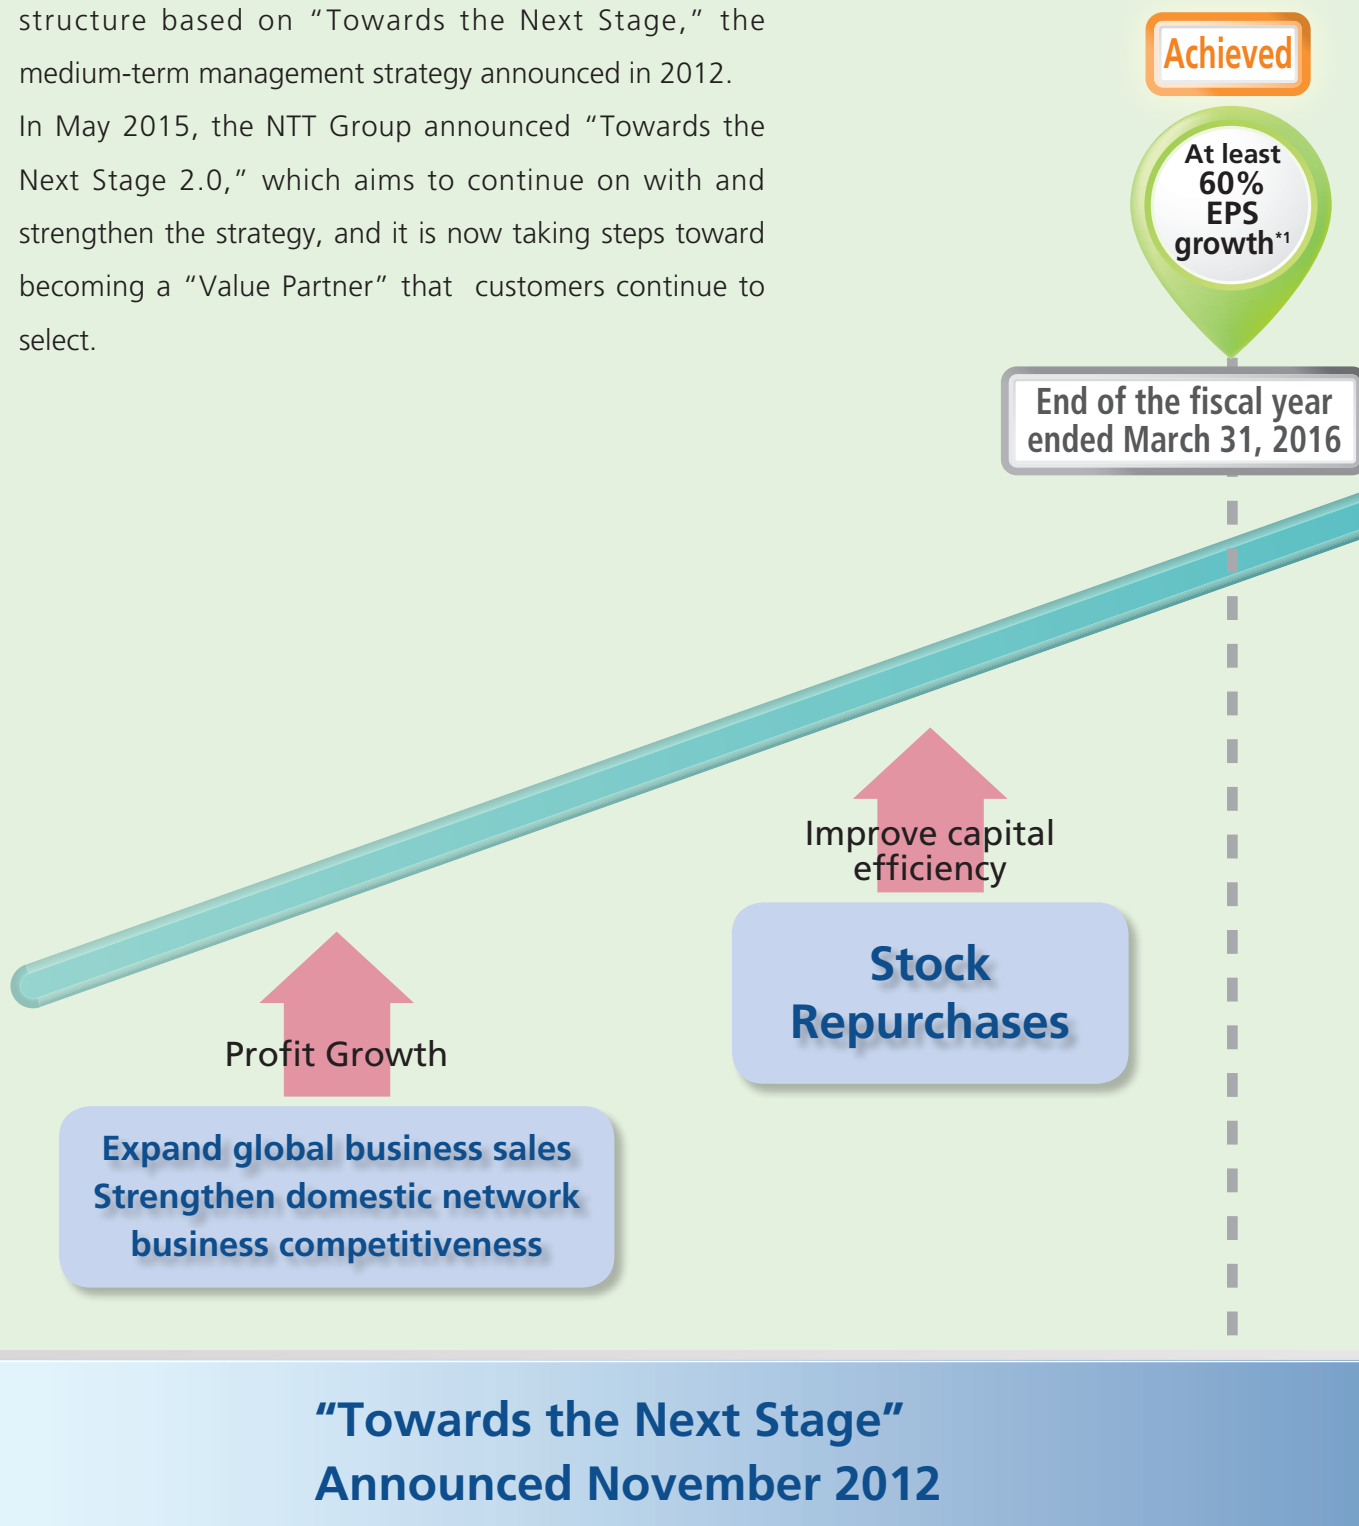 structure based on “Towards the Next Stage,” the
medium-term management strategy announced in 2012.
In May 2015, the NTT Group announced “Towards the
Next Stage 2.0,” which aims to continue on with and
strengthen the strategy, and it is now taking steps toward
becoming a “Value Partner” that customers continue to
select.
Achieved
At least
60%
EPS
growth*1
End of the fiscal year
ended March 31, 2016
Improve capital
efficiency
Stock
Repurchases
Profit Growth
Expand global business sales
Strengthen domestic network
business competitiveness
“Towards the Next Stage”
Announced November 2012